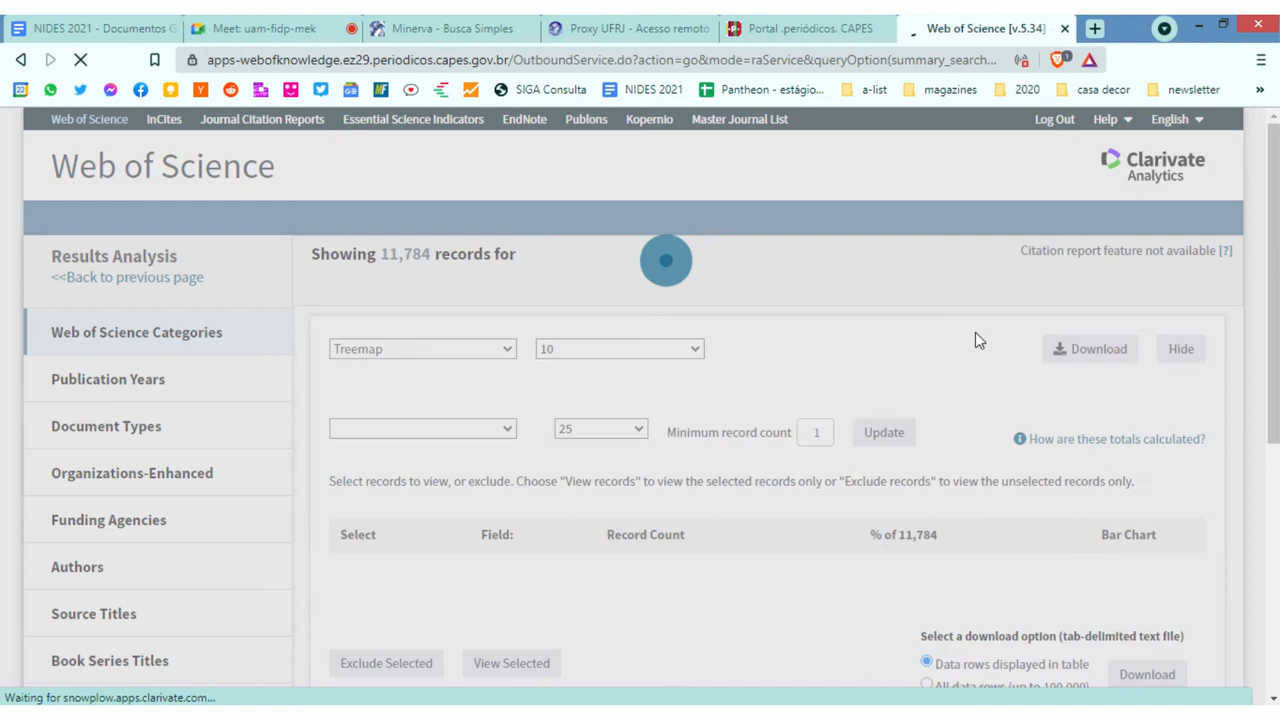 NIDES 2021 - Documentos G
Meet: uam-fidp-mek
Minerva - Busca Simples
Proxy UFRJ - Acesso remoto
Portal .periódicos. CAPES
Web of Science [v.5.34]
apps-webofknowledge.ez29.periodicos.capes.gov.br/OutboundService.do?action=go&mode=raService&queryOption(summary_search...
SIGA Consulta
NIDES 2021
Pantheon - estágio...
a-list
magazines
2020
casa decor
newsletter
»
Web of Science
InCites
Journal Citation Reports
Essential Science Indicators
EndNote
Publons
Kopernio
Master Journal List
Log Out
Help
English
Web of Science
Clarivate
Analytics
Results Analysis
<<Back to previous page
Showing 11,784 records for
Citation report feature not available [?]
Web of Science Categories
Publication Years
Document Types
Organizations-Enhanced
Funding Agencies
Authors
Source Titles
Book Series Titles
Treemap
10
Download
Hide
25
Minimum record count
1
Update
How are these totals calculated?
Select records to view, or exclude. Choose "View records" to view the selected records only or "Exclude records" to view the unselected records only.
Select
Field:
Record Count
% of 11,784
Bar Chart
Select a download option (tab-delimited text file)
Exclude Selected
View Selected
Data rows displayed in table
All data rows (up to 100,000)
Download
Waiting for snowplow.apps.clarivate.com...